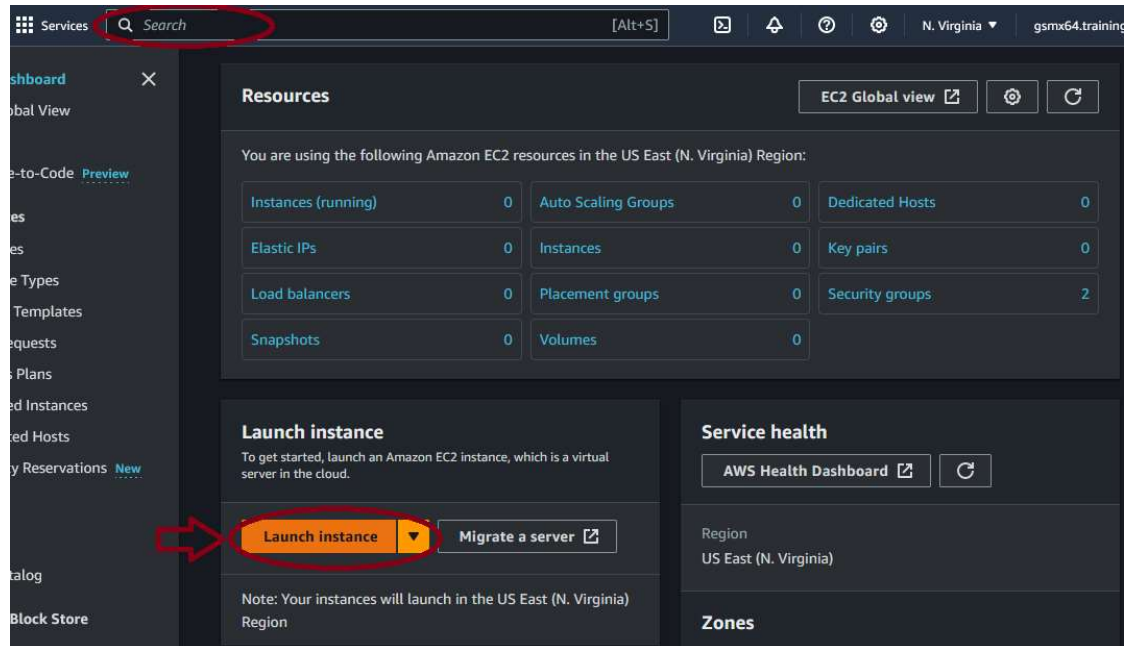 Services
Search
[Alt+S]
N. Virginia
gsmx64.training
shboard
obal View
e-to-Code Preview
es
es
e Types
Templates
equests
s Plans
ed Instances
ted Hosts
y Reservations New
talog
Block Store
Resources
EC2 Global view
You are using the following Amazon EC2 resources in the US East (N. Virginia) Region:
Instances (running) 0
Auto Scaling Groups 0
Dedicated Hosts 0
Elastic IPs 0
Instances 0
Key pairs 0
Load balancers 0
Placement groups 0
Security groups 2
Snapshots 0
Volumes 0
Launch instance
To get started, launch an Amazon EC2 instance, which is a virtual
server in the cloud.
Launch instance
Migrate a server
Note: Your instances will launch in the US East (N. Virginia)
Region
Service health
AWS Health Dashboard
Region
US East (N. Virginia)
Zones